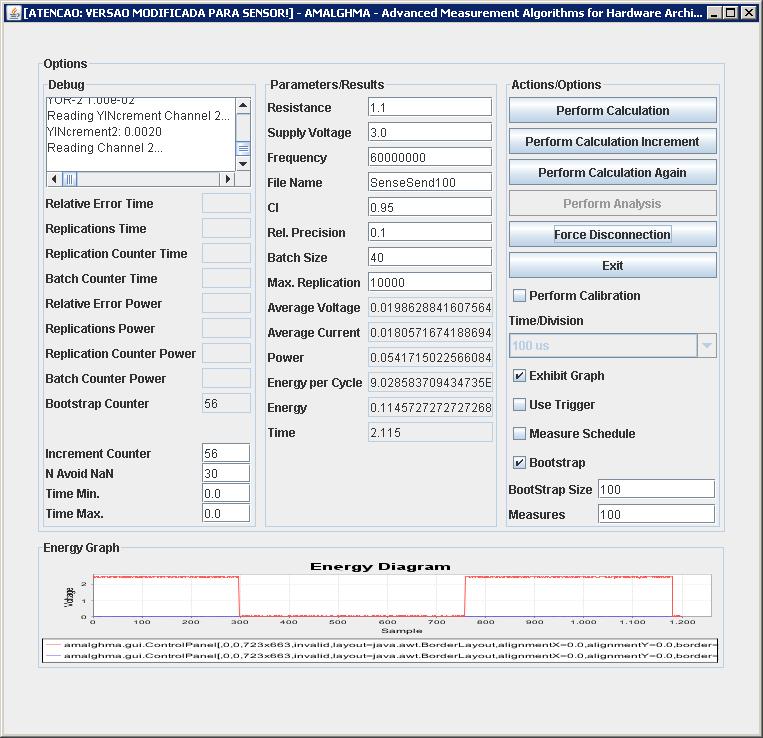 [ATENCAO: VERSAO MODIFICADA PARA SENSOR!] - AMALGHMA - Advanced Measurement Algorithms for Hardware Archi...
Options
Debug
YOR-2 1.00e-02
Reading YINcrement Channel 2...
YINcrement2: 0.0020
Reading Channel 2...
Relative Error Time
Replications Time
Replication Counter Time
Batch Counter Time
Relative Error Power
Replications Power
Replication Counter Power
Batch Counter Power
Bootstrap Counter 56
Increment Counter 56
N Avoid NaN 30
Time Min. 0.0
Time Max. 0.0
Parameters/Results
Resistance 1.1
Supply Voltage 3.0
Frequency 60000000
File Name SenseSend100
CI 0.95
Rel. Precision 0.1
Batch Size 40
Max. Replication 10000
Average Voltage 0.0198628841607564
Average Current 0.0180571674188694
Power 0.0541715022566084
Energy per Cycle 9.028583709434735E
Energy 0.1145727272727268
Time 2.115
Actions/Options
Perform Calculation
Perform Calculation Increment
Perform Calculation Again
Perform Analysis
Force Disconnection
Exit
Perform Calibration
Time/Division
100 us
Exhibit Graph
Use Trigger
Measure Schedule
Bootstrap
BootStrap Size 100
Measures 100
Energy Graph
Energy Diagram
Voltage
2
1
0
0 100 200 300 400 500 600 700 800 900 1.000 1.100 1.200
Sample
amalghma.gui.ControlPanel[,0,0,723x663,invalid,layout=java.awt.BorderLayout,alignmentX=0.0,alignmentY=0.0,border=
amalghma.gui.ControlPanel[,0,0,723x663,invalid,layout=java.awt.BorderLayout,alignmentX=0.0,alignmentY=0.0,border=